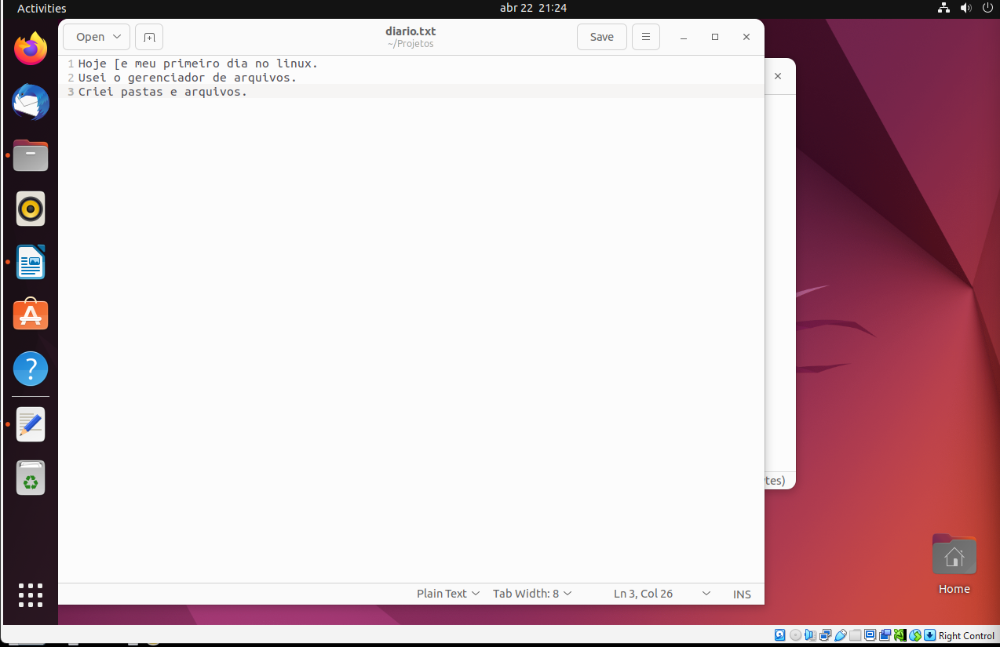 Activities
abr 22 21:24
Open
diario.txt
~/Projetos
Save
1 Hoje [e meu primeiro dia no linux.
2 Usei o gerenciador de arquivos.
3 Criei pastas e arquivos.
tes)
Home
Plain Text
Tab Width: 8
Ln 3, Col 26
INS
Right Control